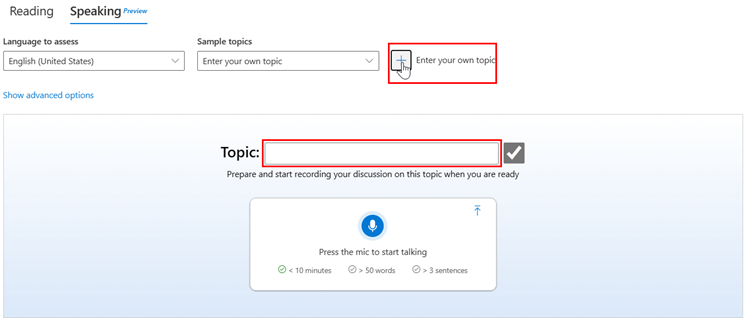 Reading Speaking Preview
Language to assess Sample topics
English (United States) Enter your own topic Enter your own topic
Show advanced options
Topic:
Prepare and start recording your discussion on this topic when you are ready
Press the mic to start talking
< 10 minutes > 50 words > 3 sentences